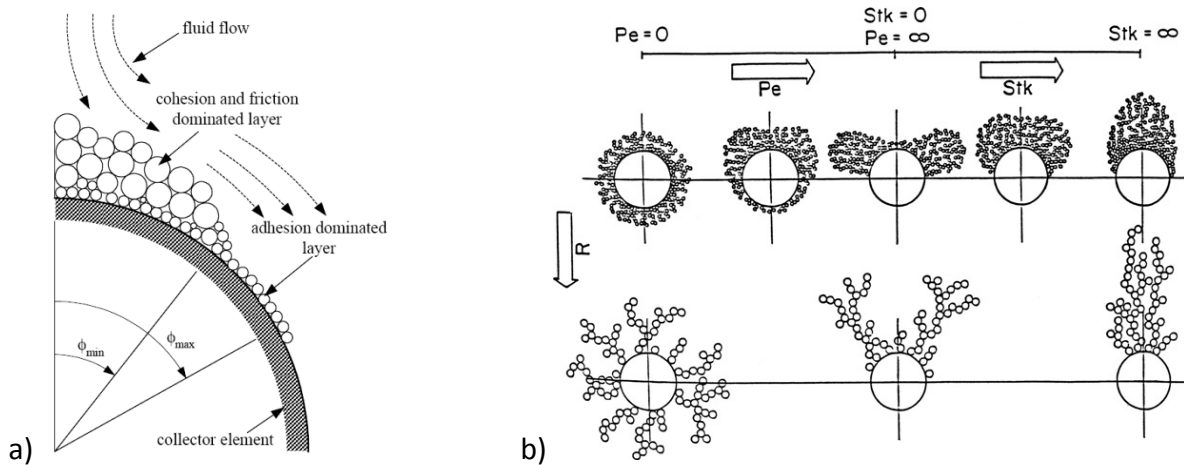 fluid flow
cohesion and friction
dominated layer
adhesion dominated
layer
ϕmin
ϕmax
collector element
a)
Pe = 0
Stk = 0
Pe = ∞
Stk = ∞
Pe
Stk
R
b)